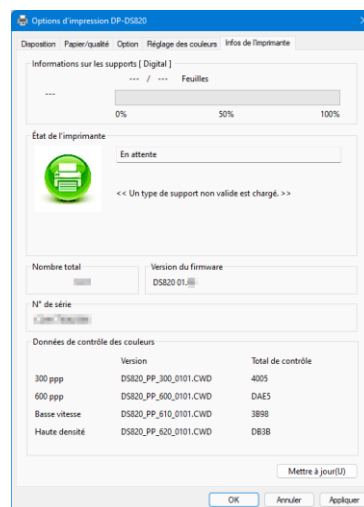 Options d'impression DP-DS820
Disposition Papier/qualité Option Réglage des couleurs Infos de l'imprimante
Informations sur les supports [ Digital ]
--- / --- Feuilles
---
0% 50% 100%
État de l'imprimante
En attente
<< Un type de support non valide est chargé. >>
Nombre total Version du firmware
DS820 01.
N° de série
Données de contrôle des couleurs
Version Total de contrôle
300 ppp DS820_PP_300_0101.CWD 4005
600 ppp DS820_PP_600_0101.CWD DAE5
Basse vitesse DS820_PP_610_0101.CWD 3B98
Haute densité DS820_PP_620_0101.CWD DB3B
Mettre à jour(U)
OK Annuler Appliquer